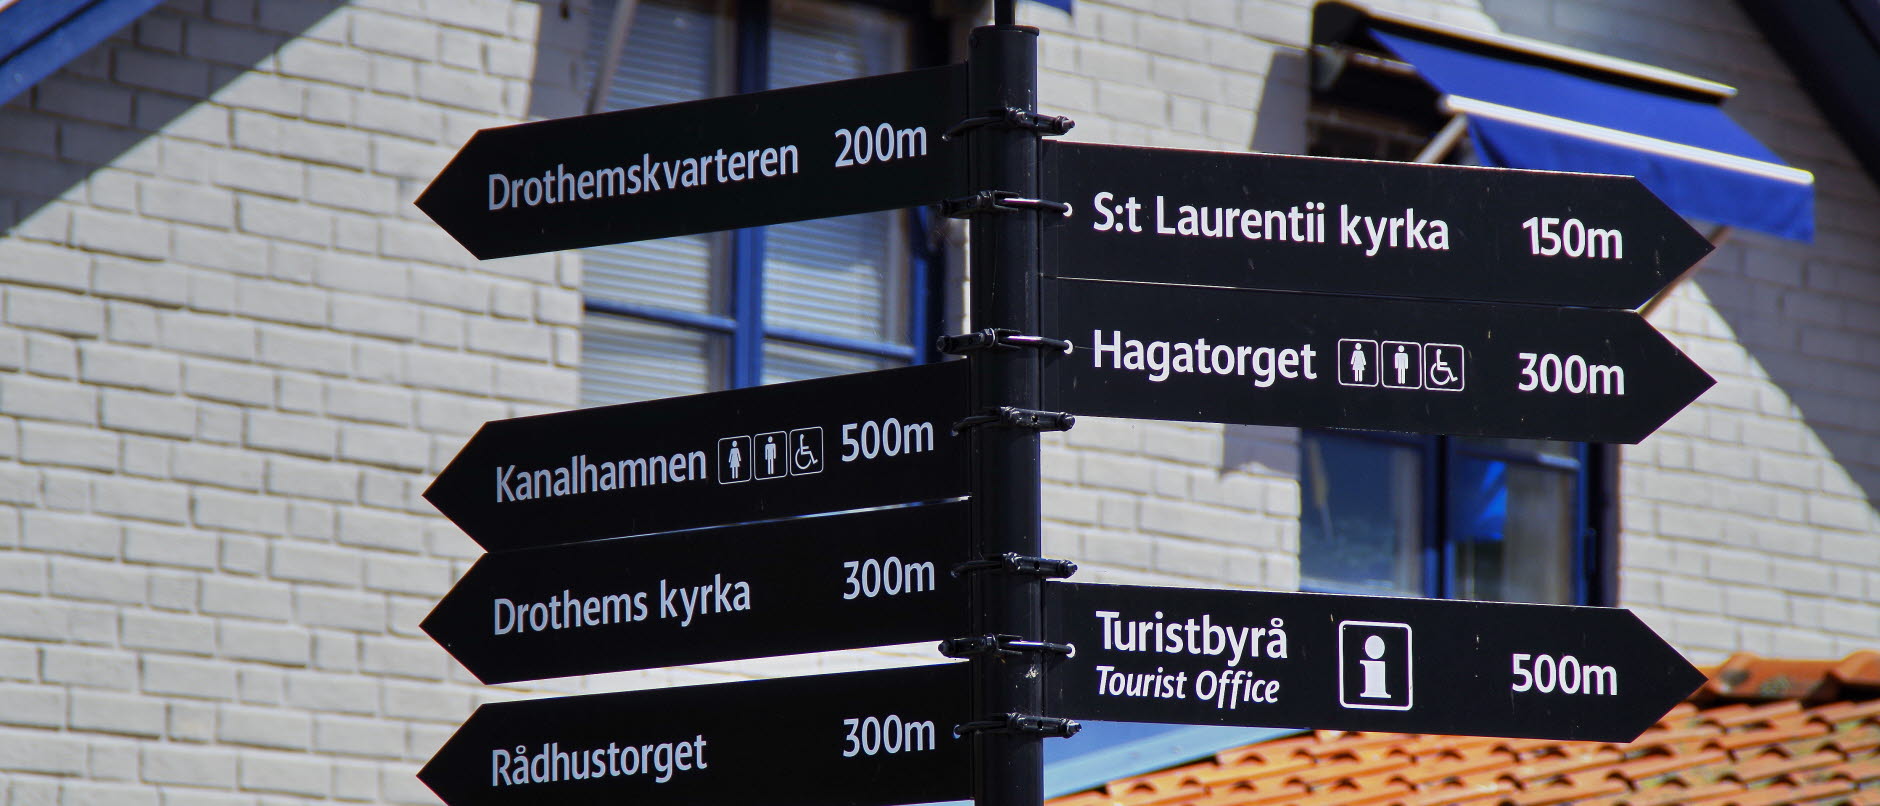 Drothemskvarteren 200m
Kanalhamnen 500m
Drothems kyrka 300m
Rådhustorget 300m
S:t Laurentii kyrka 150m
Hagatorget 300m
Turistbyrå
Tourist Office
i 500m